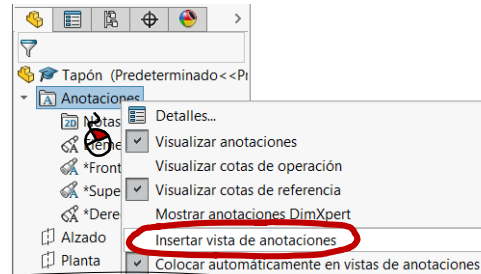 Tapón (Predeterminado<<Pr
Anotaciones
Notas
Detalles...
Eleme
Visualizar anotaciones
*Front
Visualizar cotas de operación
*Supe
Visualizar cotas de referencia
*Dere
Mostrar anotaciones DimXpert
Alzado
Insertar vista de anotaciones
Planta
Colocar automáticamente en vistas de anotaciones